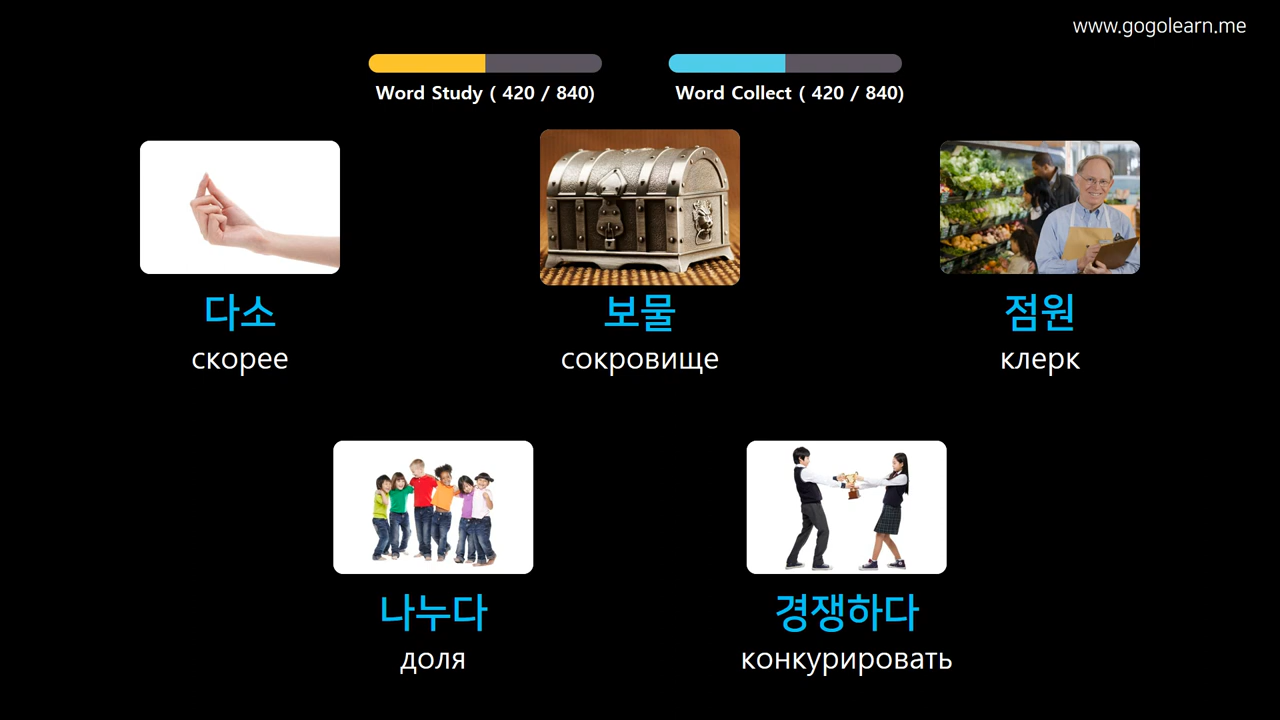 www.gogolearn.me
Word Study ( 420 / 840)
Word Collect ( 420 / 840)
다소
скорее
보물
сокровище
점원
клерк
나누다
доля
경쟁하다
конкурировать